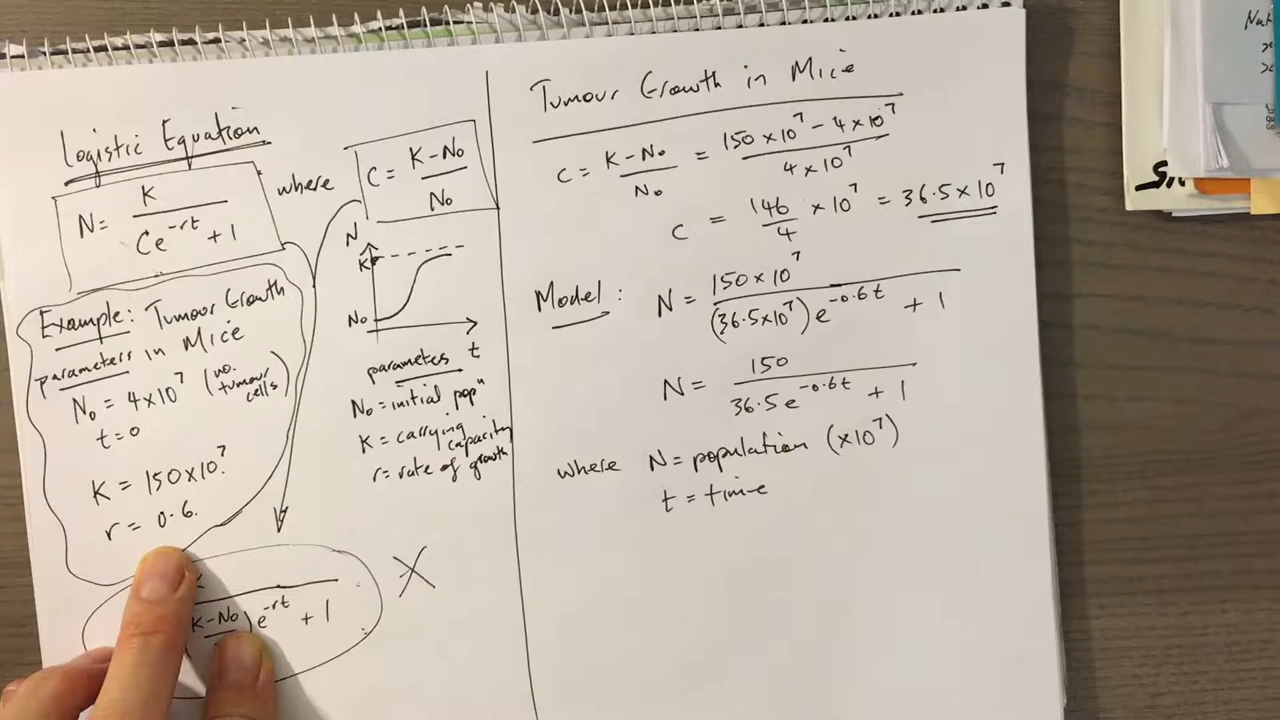 Logistic Equation
N = K / (Ce^-rt + 1) where C = (K - N₀) / N₀
N
K
N₀
t
Example: Tumour Growth
parameters in Mice
N₀ = 4×10⁷ (no. tumour cells)
t=0
K = 150×10⁷.
r = 0.6.
parameters
N₀ = initial popⁿ
K = carrying capacity
r = rate of growth
K
(K-N₀ / ) e^-rt + 1
X
Tumour Growth in Mice
C = (K - N₀) / N₀ = (150×10⁷ - 4×10⁷) / (4×10⁷)
C = 146/4 ×10⁷ = 36.5×10⁷
Model: N = 150×10⁷ / ((36.5×10⁷) e^-0.6t + 1)
N = 150 / (36.5e^-0.6t + 1)
where N = population (×10⁷)
t = time